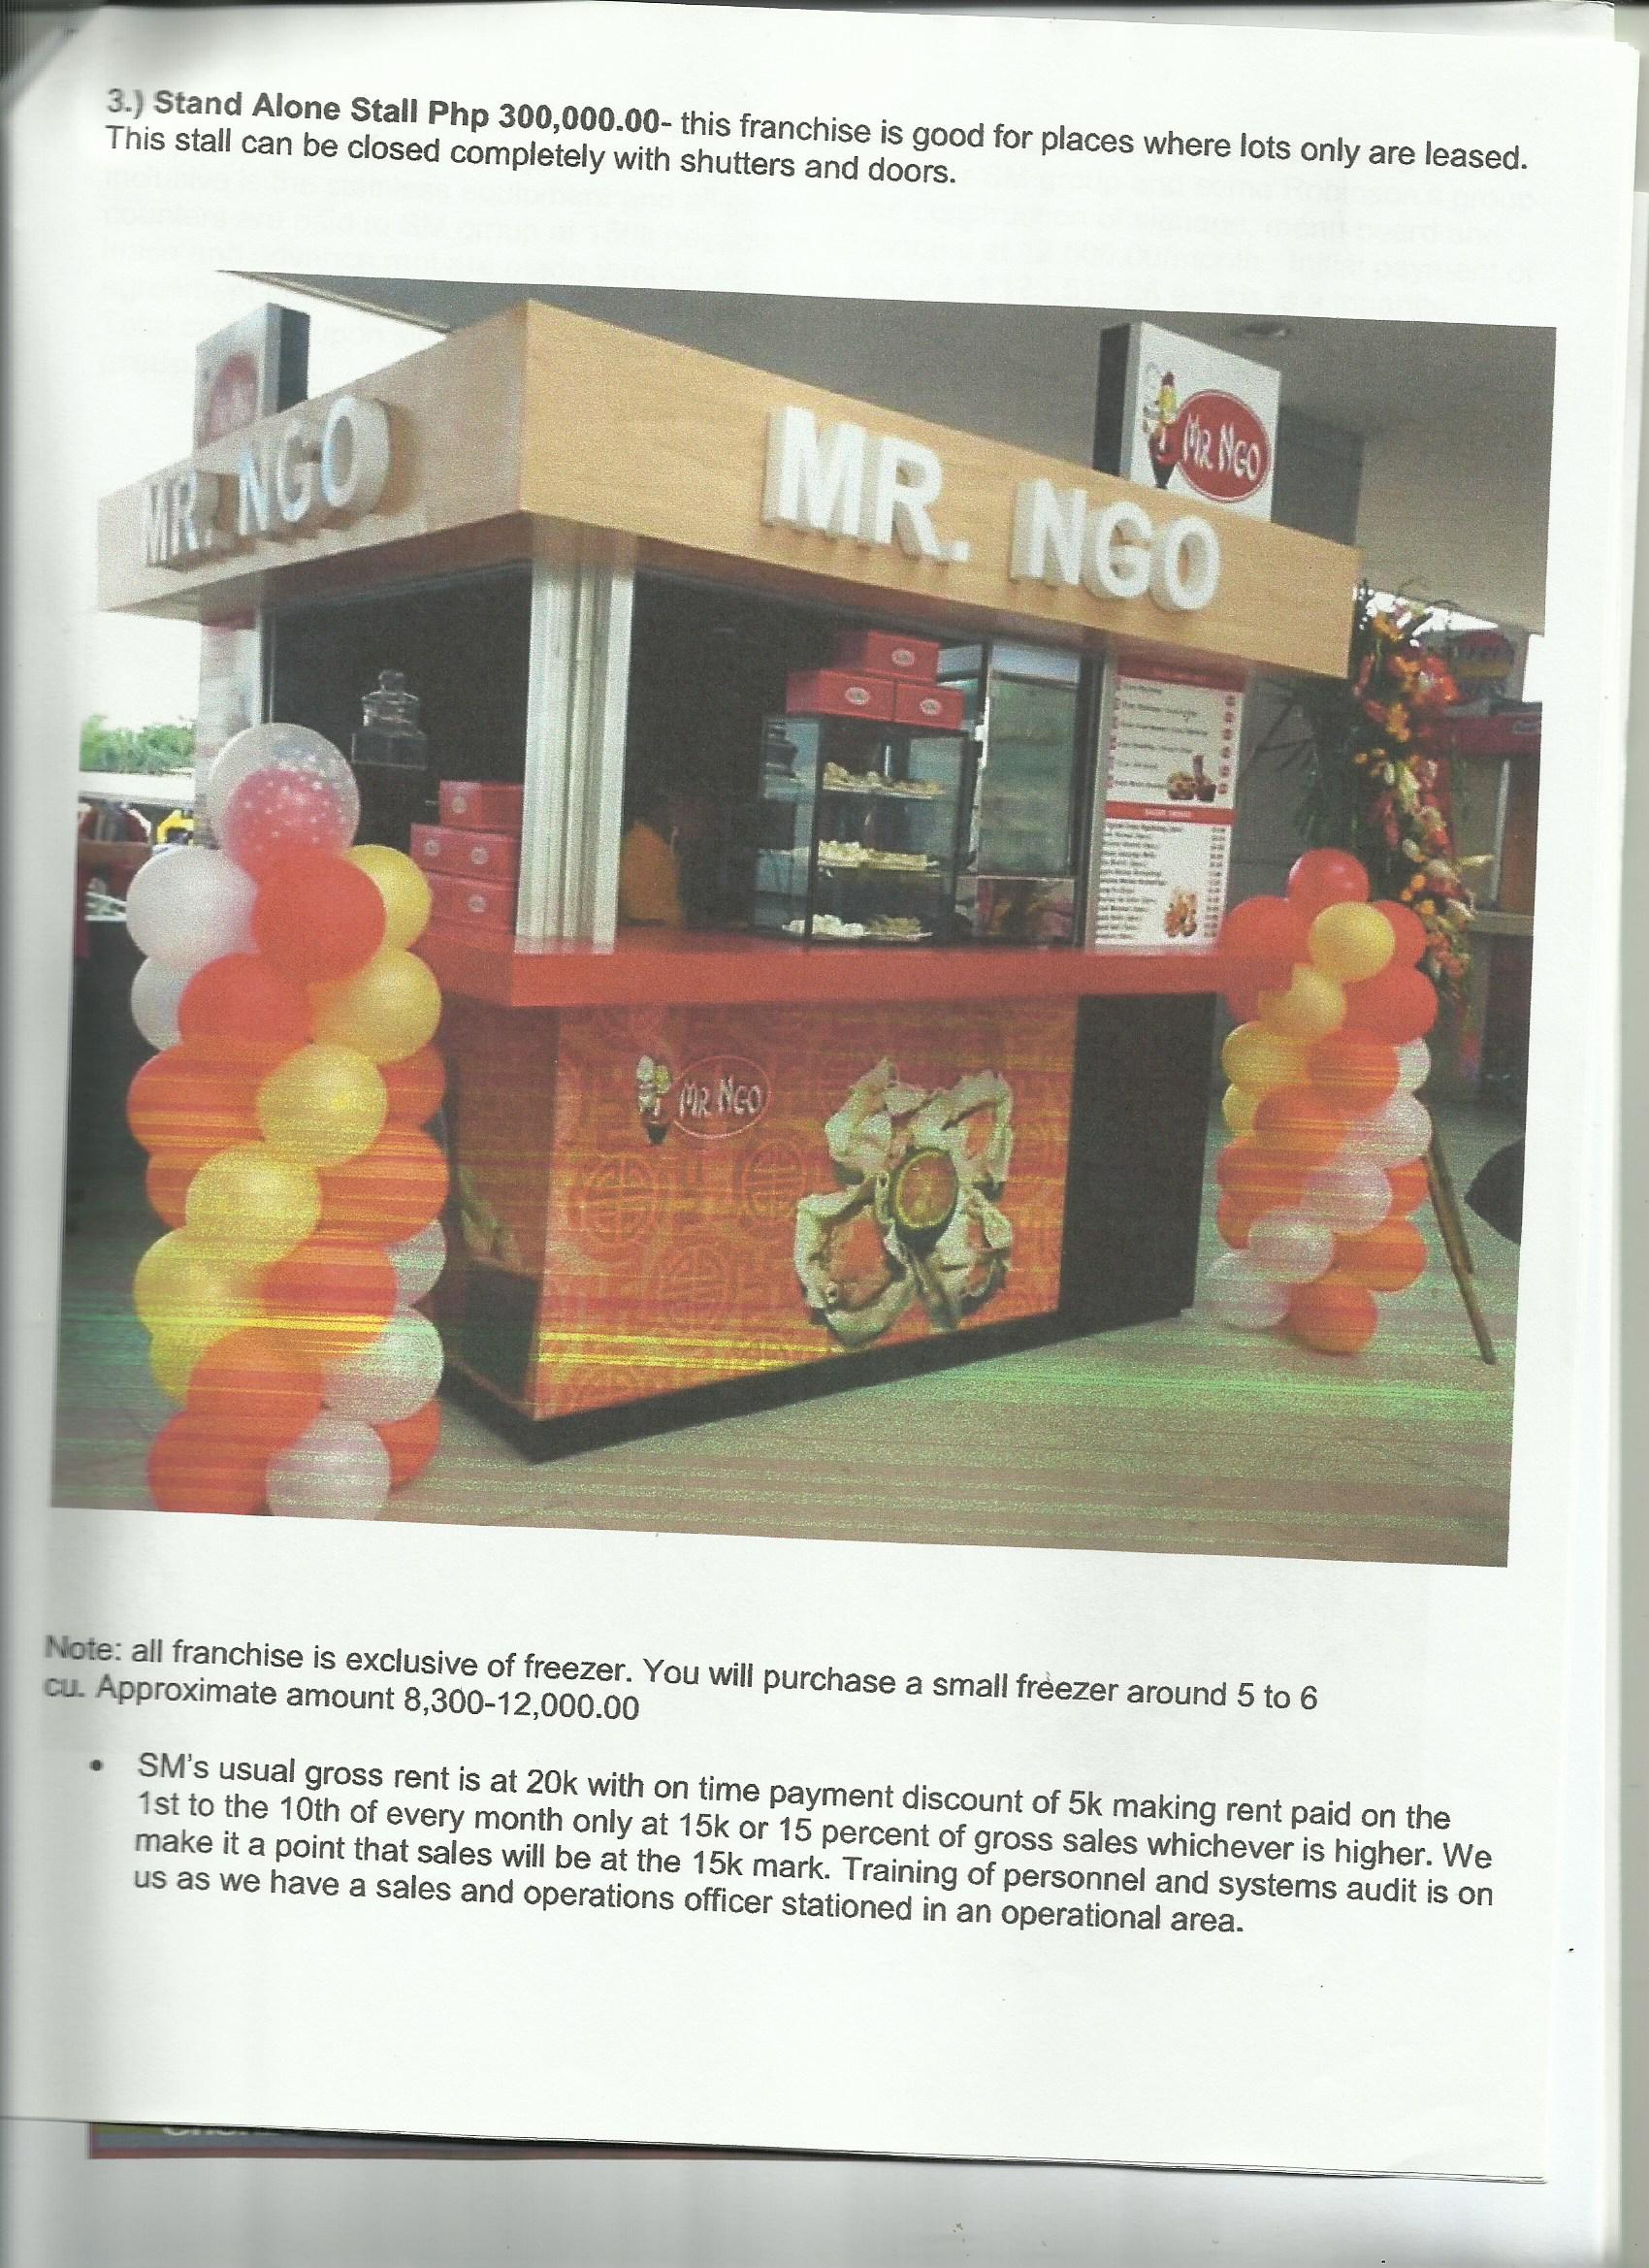 3.) Stand Alone Stall Php 300,000.00- this franchise is good for places where lots only are leased.
This stall can be closed completely with shutters and doors.
MR. NGO
MR. NGO
MR NGO
MR NGO
Note: all franchise is exclusive of freezer. You will purchase a small freezer around 5 to 6
cu. Approximate amount 8,300-12,000.00
• SM's usual gross rent is at 20k with on time payment discount of 5k making rent paid on the
1st to the 10th of every month only at 15k or 15 percent of gross sales whichever is higher. We
make it a point that sales will be at the 15k mark. Training of personnel and systems audit is on
us as we have a sales and operations officer stationed in an operational area.